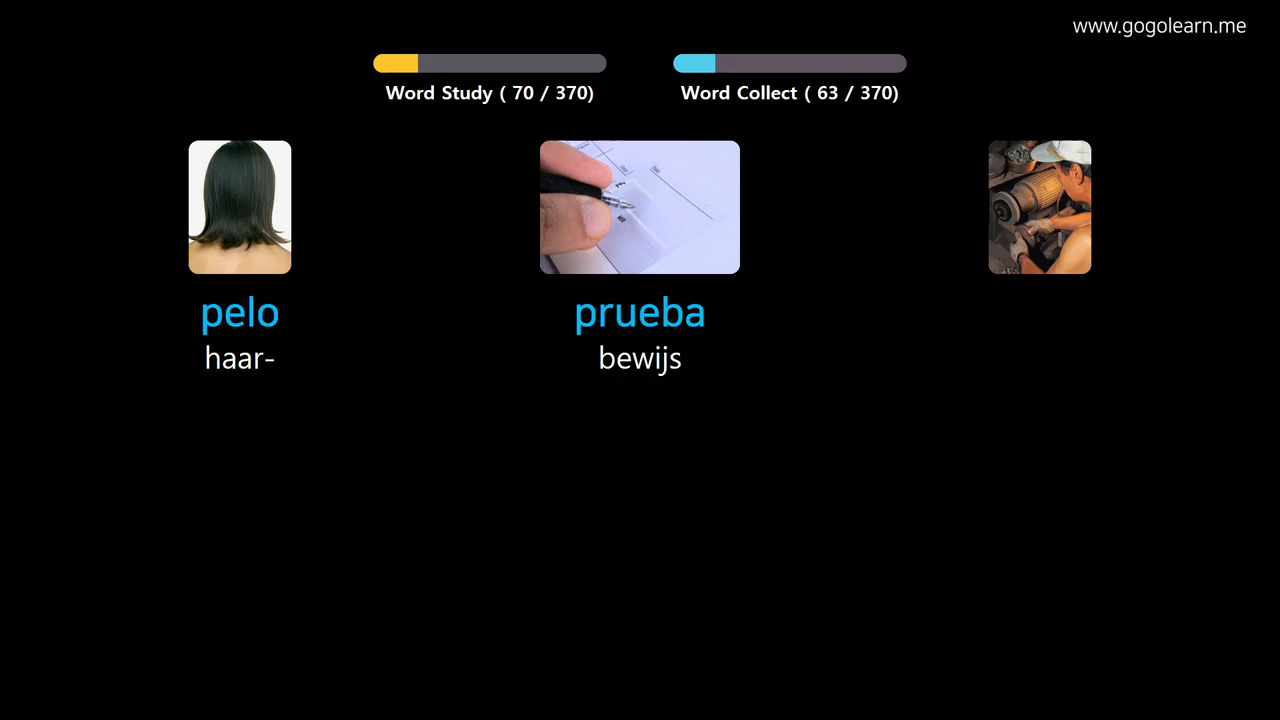 www.gogolearn.me
Word Study ( 70 / 370)
Word Collect ( 63 / 370)
pelo
prueba
haar-
bewijs